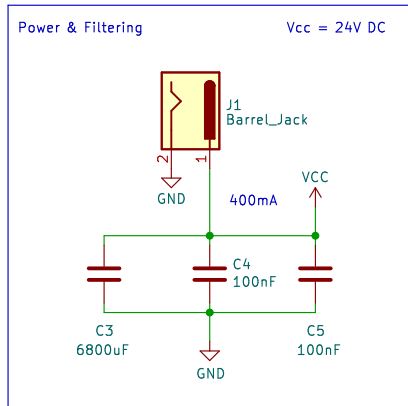 Power & Filtering
Vcc = 24V DC
J1
Barrel_Jack
2
1
GND
400mA
VCC
C4
100nF
C3
6800uF
C5
100nF
GND